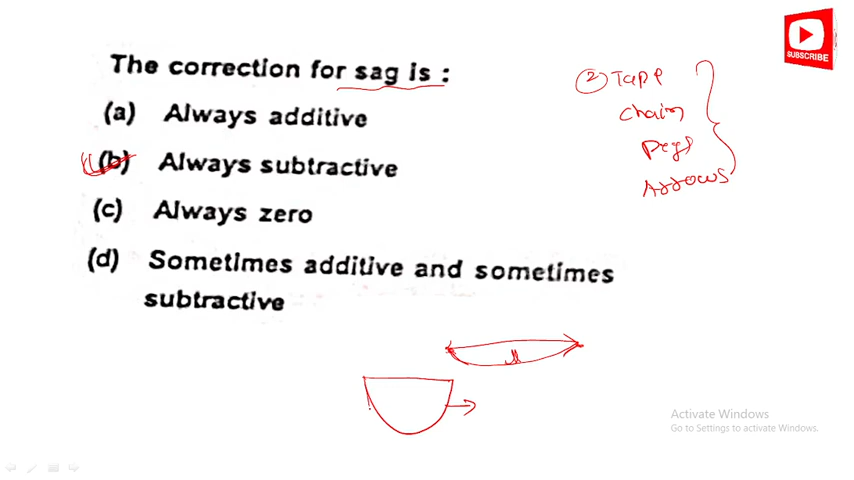 The correction for sag is :
(a) Always additive
(b) Always subtractive
(c) Always zero
(d) Sometimes additive and sometimes
subtractive
② Tape
chain
pegs
Arrows
SUBSCRIBE
Activate Windows
Go to Settings to activate Windows.